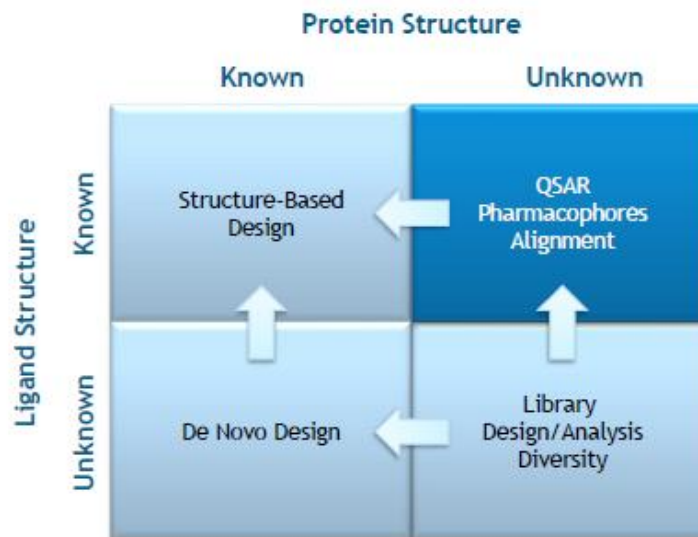 Protein Structure
Known
Unknown
Ligand Structure
Known
Structure-Based
Design
QSAR
Pharmacophores
Alignment
Unknown
De Novo Design
Library
Design/Analysis
Diversity